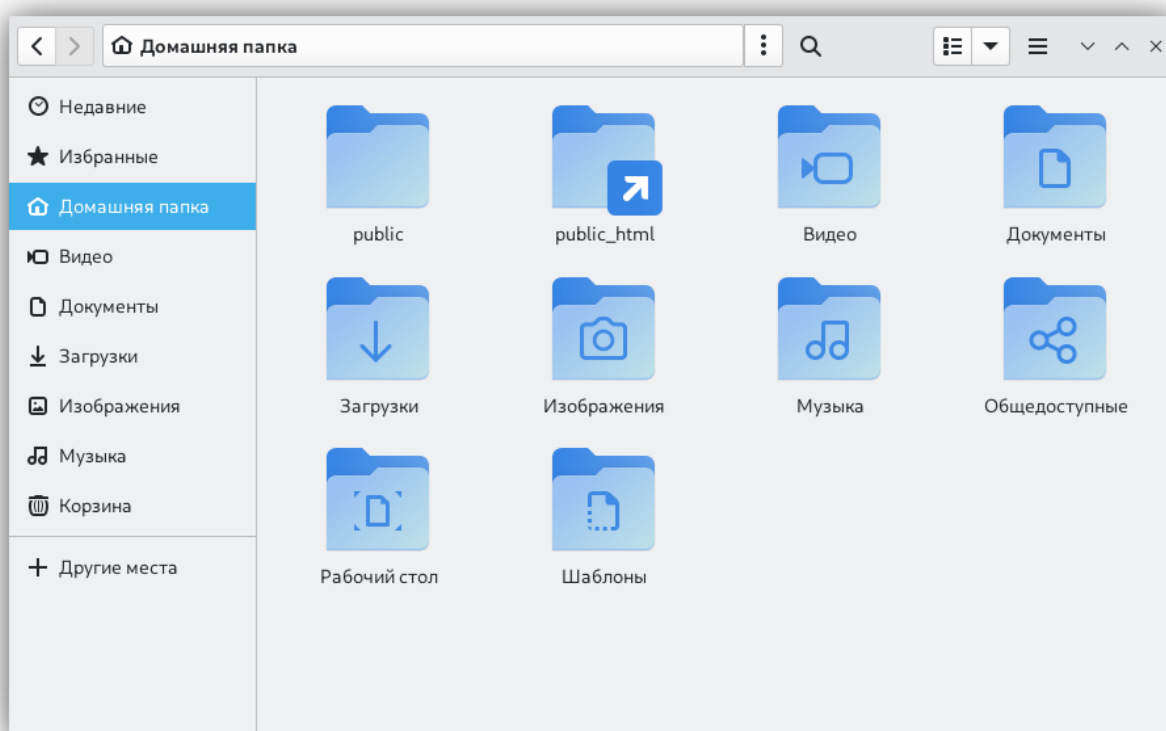 Домашняя папка
Недавние
Избранные
Домашняя папка
Видео
Документы
Загрузки
Изображения
Музыка
Корзина
Другие места
public
public_html
Видео
Документы
Загрузки
Изображения
Музыка
Общедоступные
Рабочий стол
Шаблоны